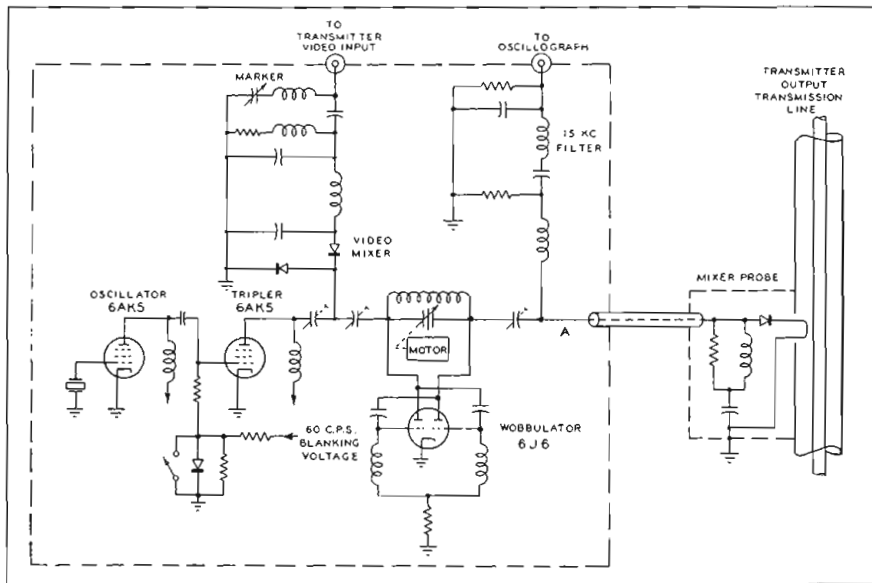 TO
TRANSMITTER
VIDEO INPUT
TO
OSCILLOGRAPH
MARKER
TRANSMITTER
OUTPUT
TRANSMISSION
LINE
15 KC
FILTER
VIDEO
MIXER
MIXER PROBE
OSCILLATOR
6AK5
TRIPLER
6AK5
A
MOTOR
WOBBULATOR
6J6
60 C.P.S.
BLANKING
VOLTAGE